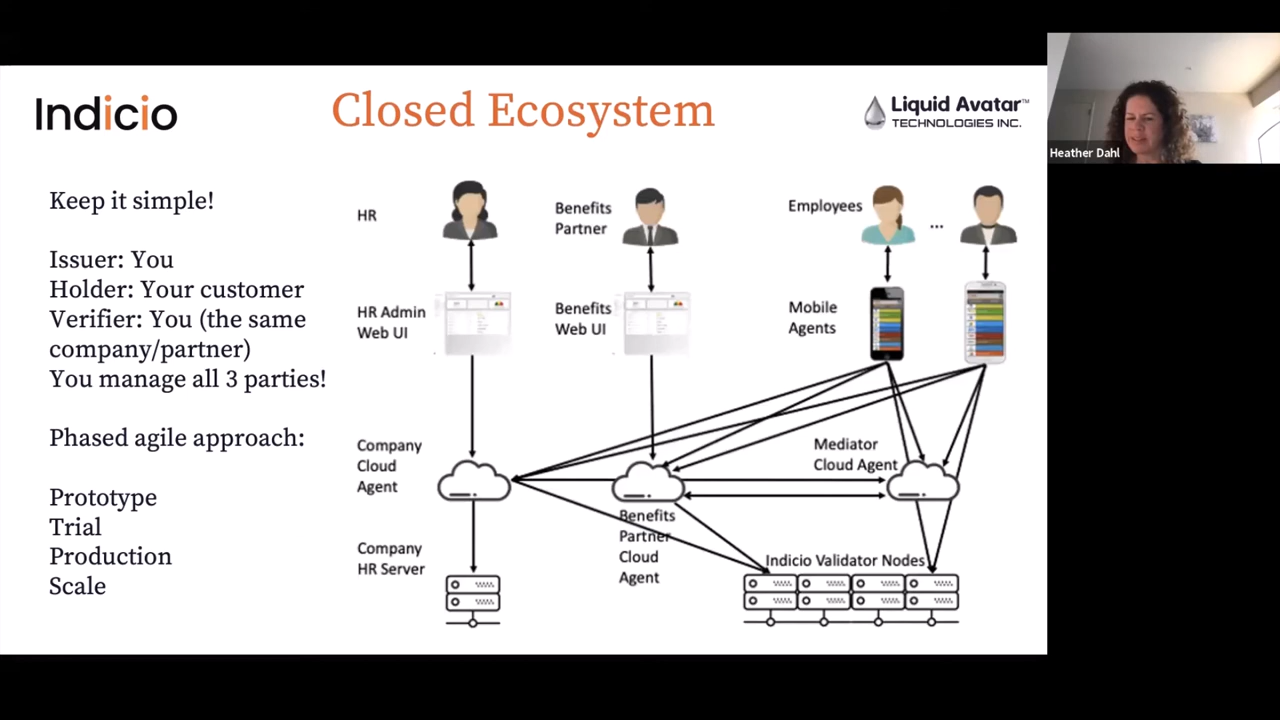 Indicio
Closed Ecosystem
Liquid Avatar™
TECHNOLOGIES INC.
Heather Dahl
Keep it simple!
Issuer: You
Holder: Your customer
Verifier: You (the same
company/partner)
You manage all 3 parties!
Phased agile approach:
Prototype
Trial
Production
Scale
HR
Benefits
Partner
Employees
...
HR Admin
Web UI
Benefits
Web UI
Mobile
Agents
Company
Cloud
Agent
Mediator
Cloud Agent
Benefits
Partner
Cloud
Agent
Company
HR Server
Indicio Validator Nodes